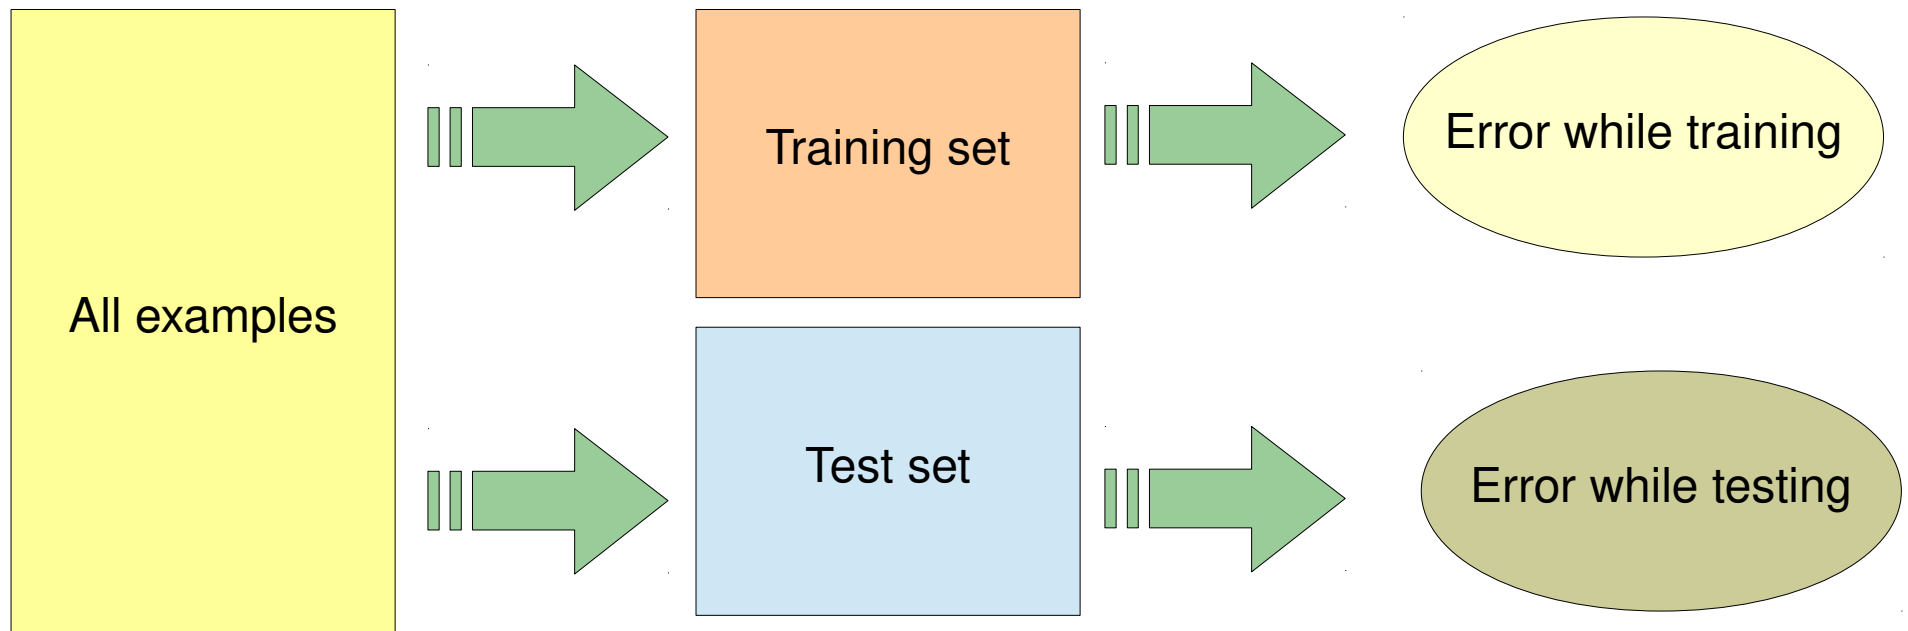 All examples
Training set
Error while training
Test set
Error while testing